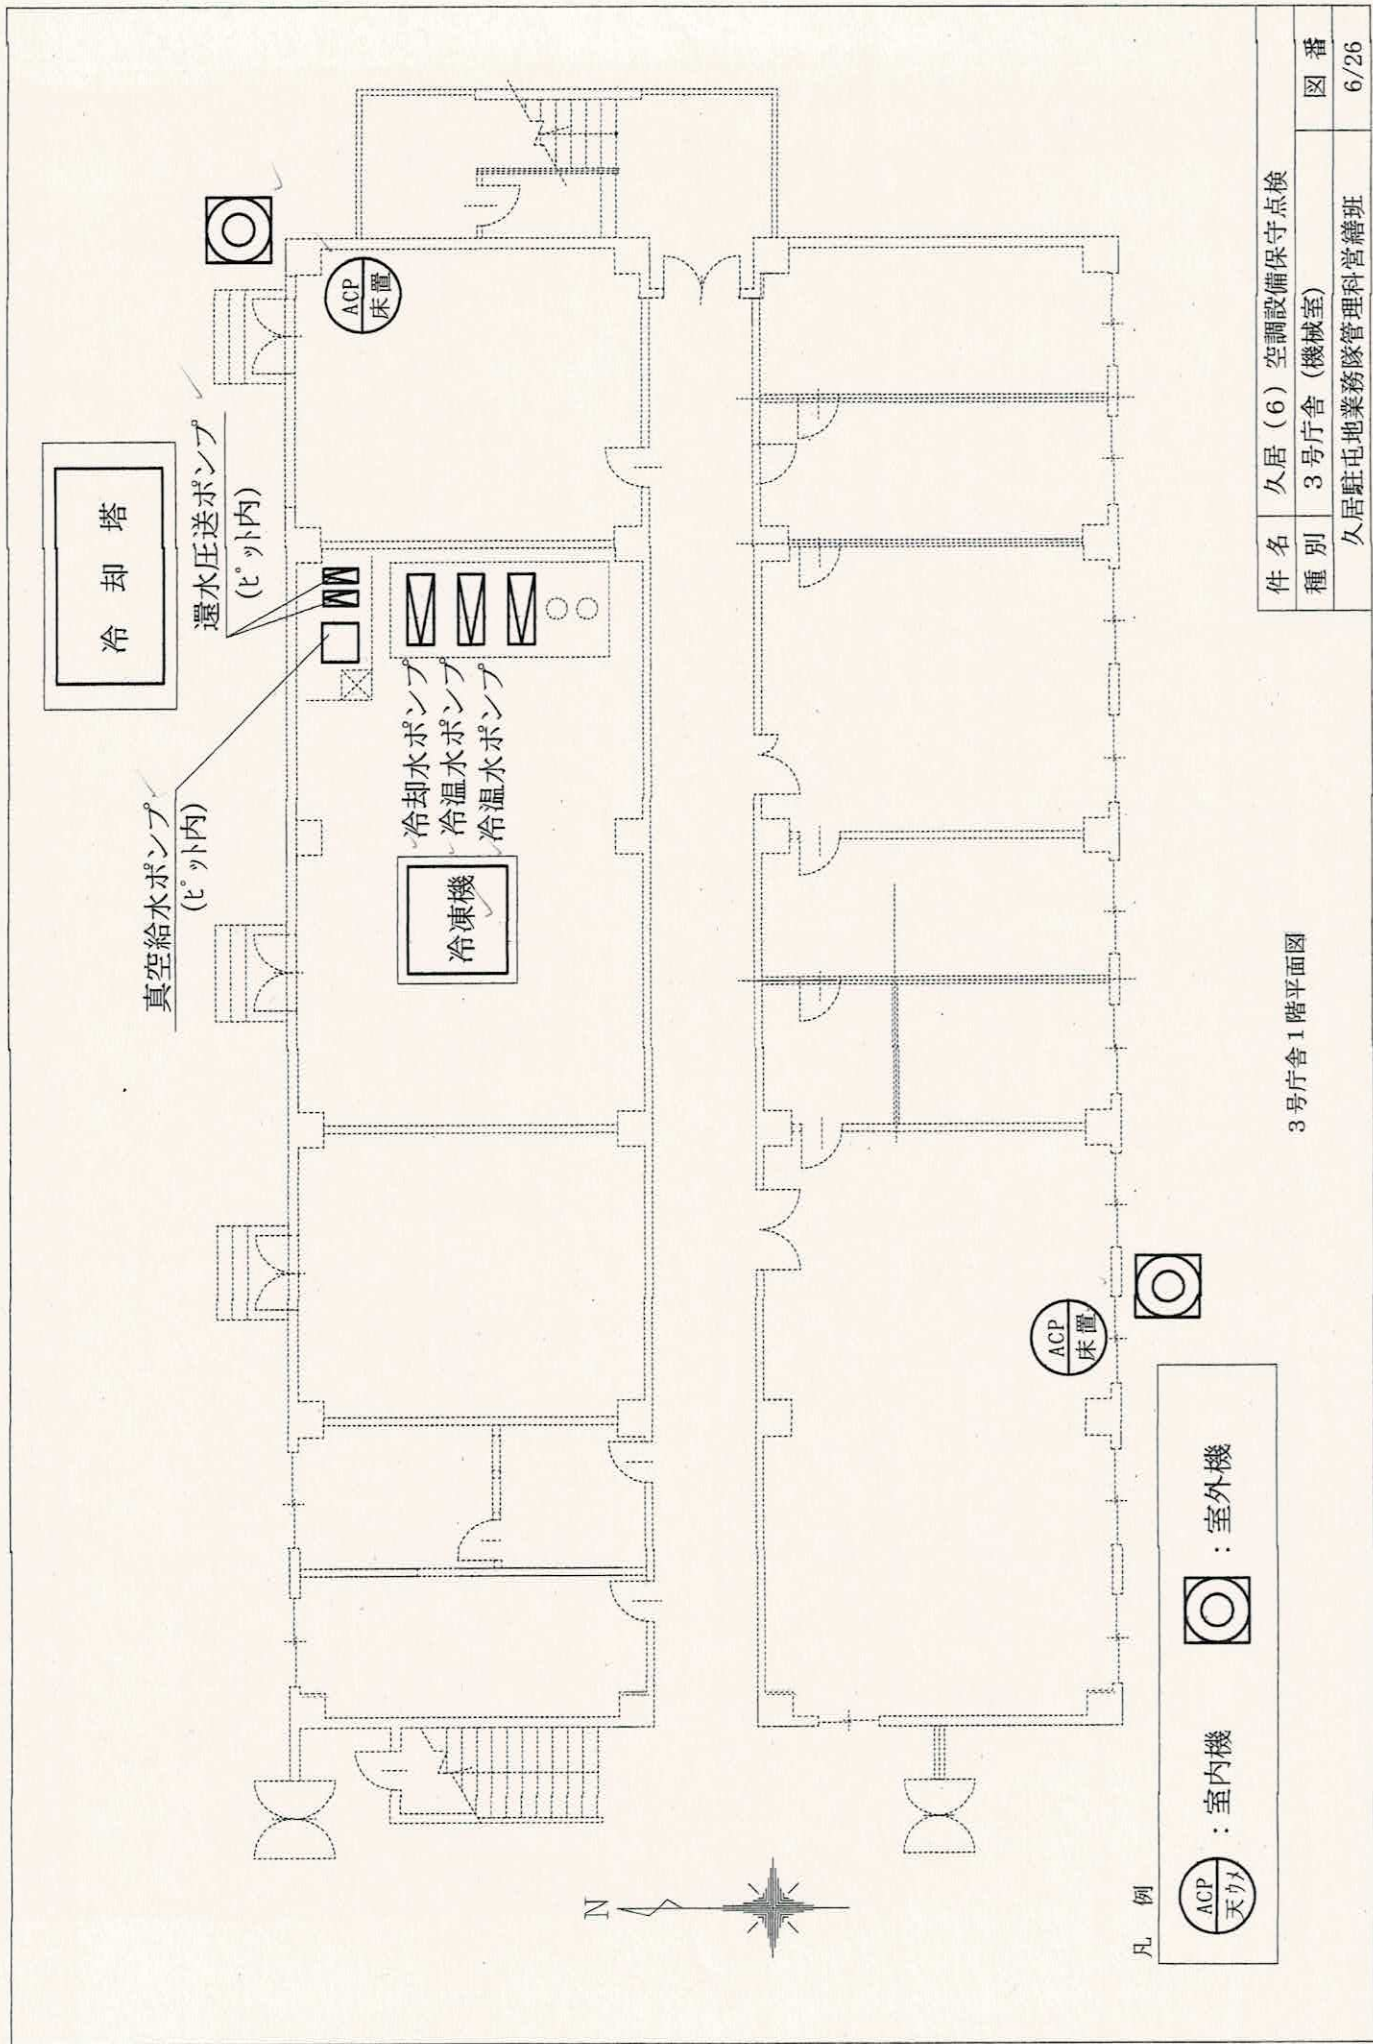 冷却塔
還水圧送ポンプ
(ピット内)
真空給水ポンプ
(ピット内)
冷却水ポンプ
冷温水ポンプ
冷温水ポンプ
冷凍機
ACP
床置
ACP
床置
N
凡例
ACP
天ウメ
：室内機
：室外機
3号庁舎1階平面図
件名 久居（6）空調設備保守点検
種別 3号庁舎（機械室） 図番
久居駐屯地業務隊管理科営繕班 6/26